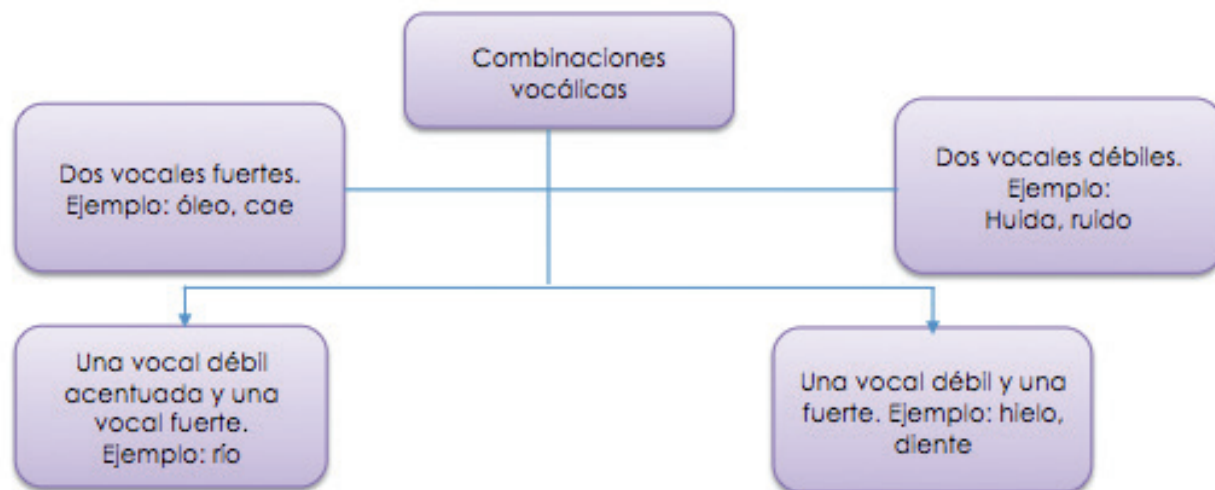 Combinaciones
vocálicas
Dos vocales fuertes.
Ejemplo: óleo, cae
Dos vocales débiles.
Ejemplo:
Huida, ruido
Una vocal débil
acentuada y una
vocal fuerte.
Ejemplo: río
Una vocal débil y una
fuerte. Ejemplo: hielo,
diente